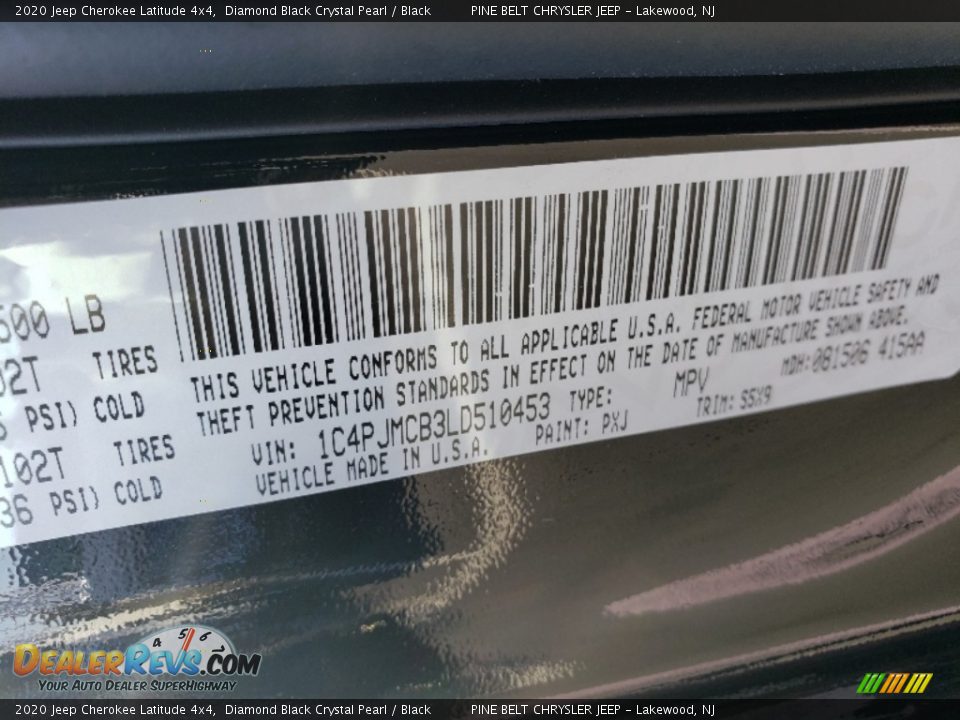 2020 Jeep Cherokee Latitude 4x4,  Diamond Black Crystal Pearl / Black        PINE BELT CHRYSLER JEEP – Lakewood, NJ
500 LB
02T TIRES
PSI) COLD
102T TIRES
36 PSI) COLD
THIS VEHICLE CONFORMS TO ALL APPLICABLE U.S.A. FEDERAL MOTOR VEHICLE SAFETY AND
THEFT PREVENTION STANDARDS IN EFFECT ON THE DATE OF MANUFACTURE SHOWN ABOVE.
VIN: 1C4PJMCB3LD510453 TYPE: MPV MDH: 081506 415AA
VEHICLE MADE IN U.S.A. PAINT: PXJ TRIM: S5X9
4 5 6
DEALERREVS.COM
YOUR AUTO DEALER SUPERHIGHWAY
2020 Jeep Cherokee Latitude 4x4,  Diamond Black Crystal Pearl / Black        PINE BELT CHRYSLER JEEP – Lakewood, NJ